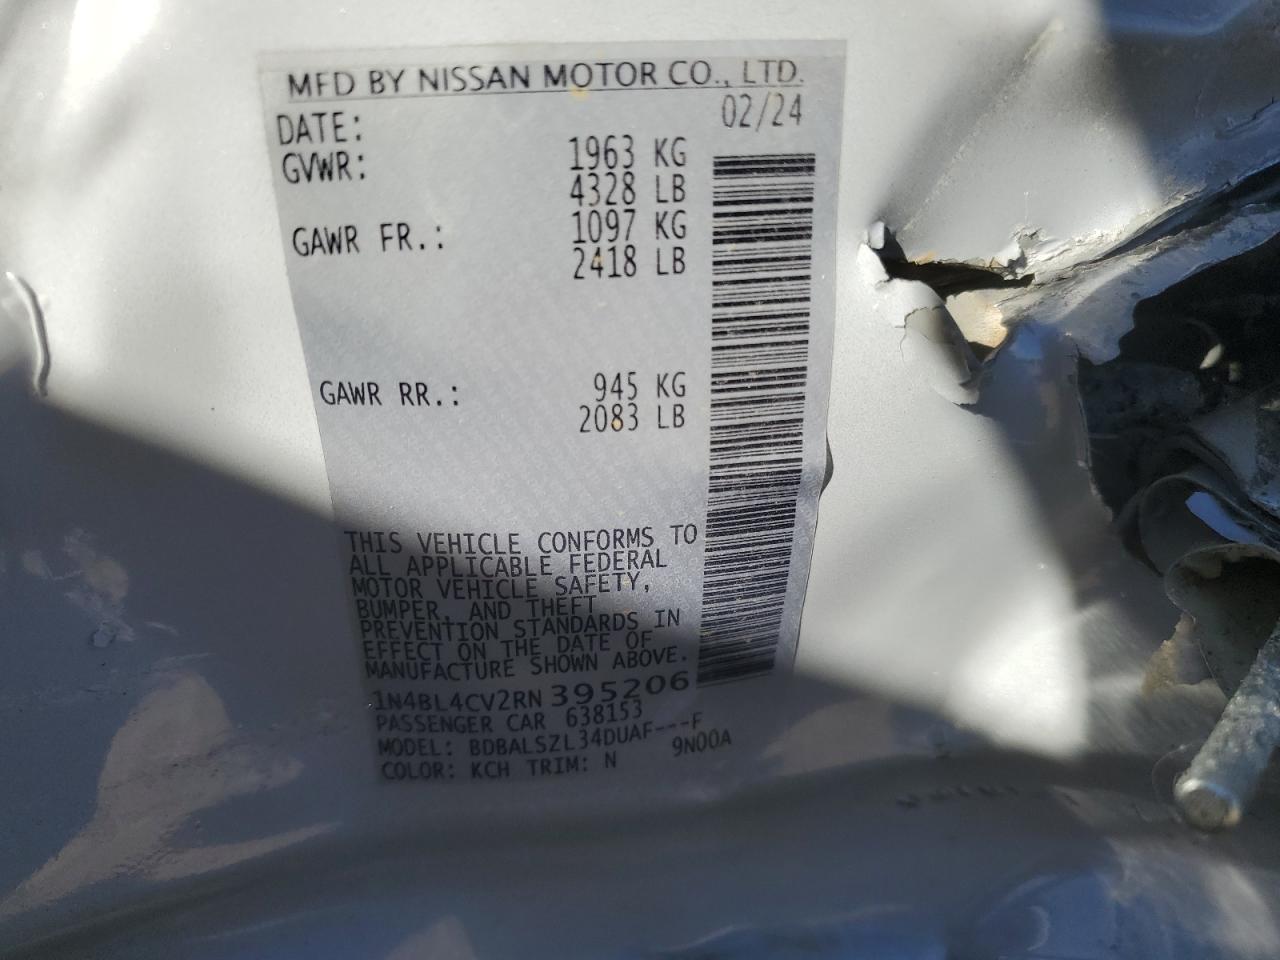 MFD BY NISSAN MOTOR CO., LTD.
DATE: 02/24
GVWR: 1963 KG
4328 LB
GAWR FR.: 1097 KG
2418 LB
GAWR RR.: 945 KG
2083 LB
THIS VEHICLE CONFORMS TO
ALL APPLICABLE FEDERAL
MOTOR VEHICLE SAFETY,
BUMPER, AND THEFT
PREVENTION STANDARDS IN
EFFECT ON THE DATE OF
MANUFACTURE SHOWN ABOVE.
1N4BL4CV2RN395206
PASSENGER CAR 638153
MODEL: BDBALSZL34DUAF---F
COLOR: KCH TRIM: N 9N00A